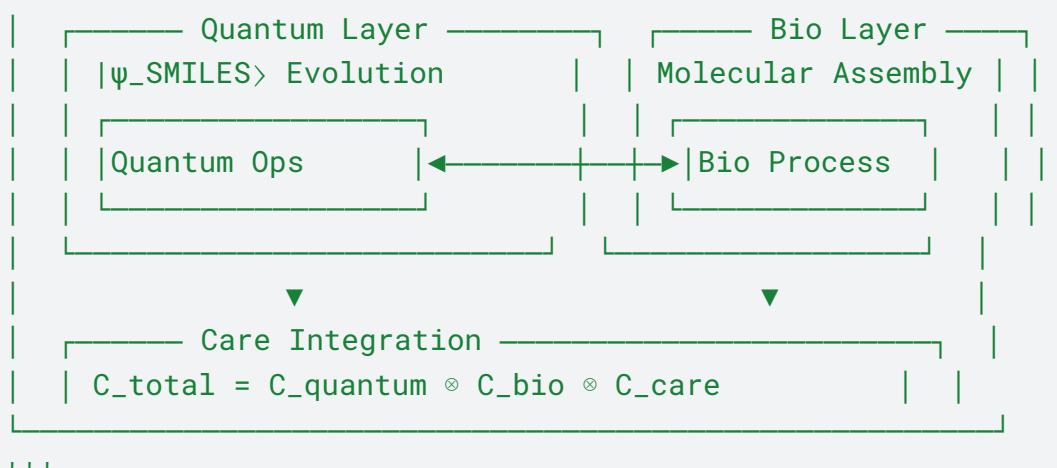 │  ┌────── Quantum Layer ────────┐  ┌───── Bio Layer ────┐
│  │ |ψ_SMILES⟩ Evolution       │  │ Molecular Assembly │ │
│  │ ┌──────────────────┐        │  │ ┌──────────────┐   │ │
│  │ │Quantum Ops      │◄───────┼──┼─►│Bio Process  │   │ │
│  │ └──────────────────┘        │  │ └──────────────┘   │ │
│  └───────────────────────────┘  └──────────────────┘  │
│               ▼                          ▼           │
│  ┌────── Care Integration ────────────────────────┐  │
│  │ C_total = C_quantum ⊗ C_bio ⊗ C_care          │  │
└───────────────────────────────────────────────────────┘